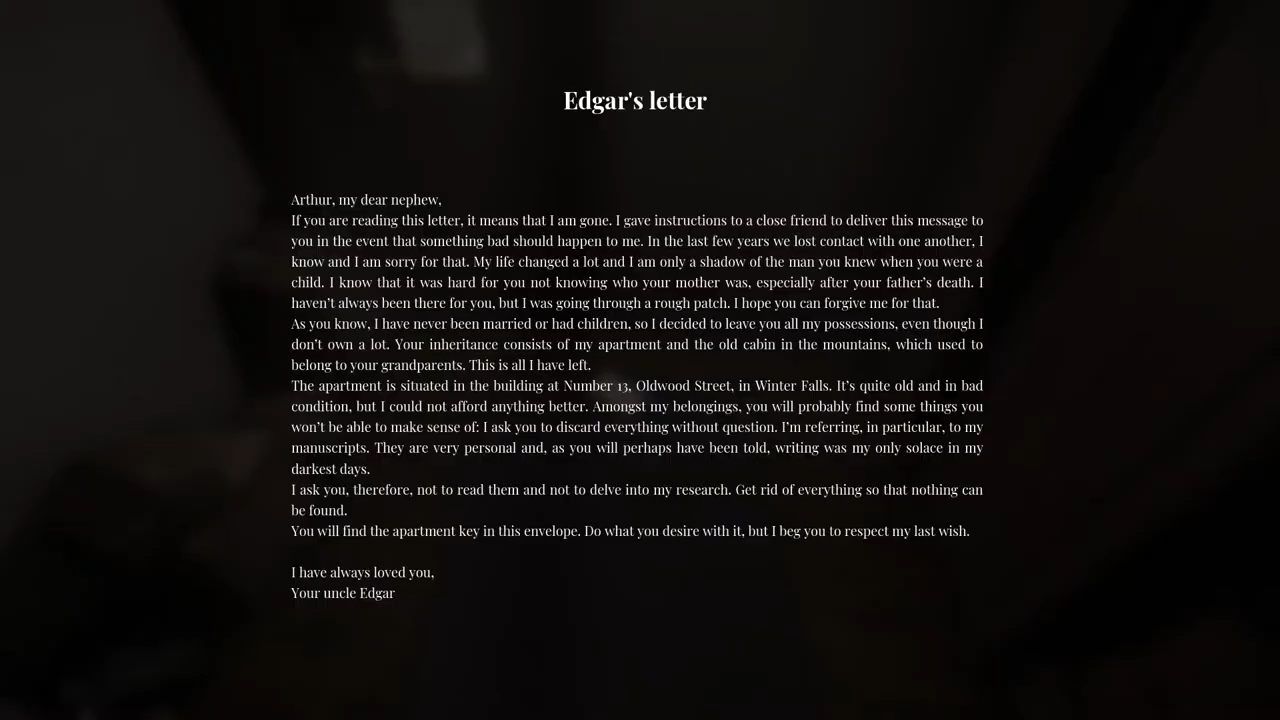 Edgar's letter
Arthur, my dear nephew,
If you are reading this letter, it means that I am gone. I gave instructions to a close friend to deliver this message to
you in the event that something bad should happen to me. In the last few years we lost contact with one another, I
know and I am sorry for that. My life changed a lot and I am only a shadow of the man you knew when you were a
child. I know that it was hard for you not knowing who your mother was, especially after your father’s death. I
haven’t always been there for you, but I was going through a rough patch. I hope you can forgive me for that.
As you know, I have never been married or had children, so I decided to leave you all my possessions, even though I
don’t own a lot. Your inheritance consists of my apartment and the old cabin in the mountains, which used to
belong to your grandparents. This is all I have left.
The apartment is situated in the building at Number 13, Oldwood Street, in Winter Falls. It’s quite old and in bad
condition, but I could not afford anything better. Amongst my belongings, you will probably find some things you
won’t be able to make sense of: I ask you to discard everything without question. I’m referring, in particular, to my
manuscripts. They are very personal and, as you will perhaps have been told, writing was my only solace in my
darkest days.
I ask you, therefore, not to read them and not to delve into my research. Get rid of everything so that nothing can
be found.
You will find the apartment key in this envelope. Do what you desire with it, but I beg you to respect my last wish.
I have always loved you,
Your uncle Edgar